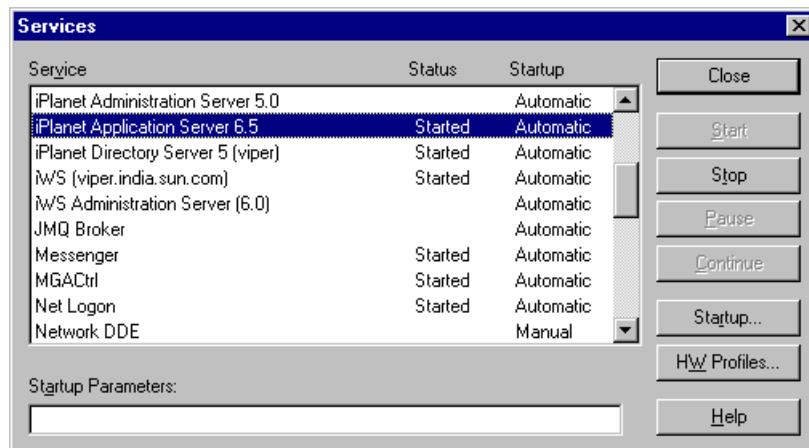 Services
Service Status Startup
iPlanet Administration Server 5.0 Automatic
iPlanet Application Server 6.5 Started Automatic
iPlanet Directory Server 5 (viper) Started Automatic
iWS (viper.india.sun.com) Started Automatic
iWS Administration Server (6.0) Automatic
JMQ Broker Automatic
Messenger Started Automatic
MGACtrl Started Automatic
Net Logon Started Automatic
Network DDE Manual
Startup Parameters:
Close
Start
Stop
Pause
Continue
Startup...
HW Profiles...
Help